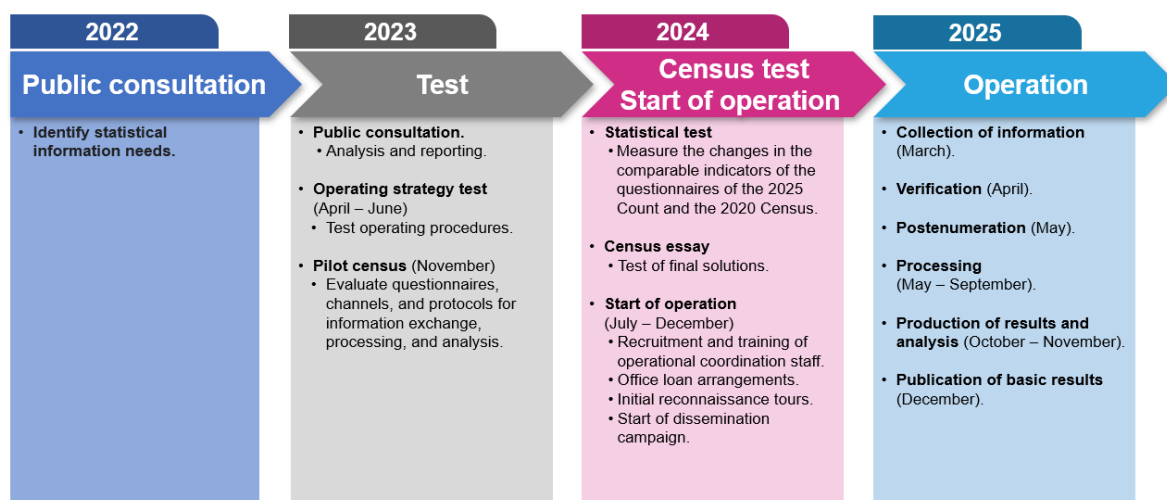 2022
Public consultation
• Identify statistical
information needs.
2023
Test
• Public consultation.
• Analysis and reporting.
• Operating strategy test
(April – June)
• Test operating procedures.
• Pilot census (November)
• Evaluate questionnaires,
channels, and protocols for
information exchange,
processing, and analysis.
2024
Census test
Start of operation
• Statistical test
• Measure the changes in the
comparable indicators of the
questionnaires of the 2025
Count and the 2020 Census.
• Census essay
• Test of final solutions.
• Start of operation
(July – December)
• Recruitment and training of
operational coordination staff.
• Office loan arrangements.
• Initial reconnaissance tours.
• Start of dissemination
campaign.
2025
Operation
• Collection of information
(March).
• Verification (April).
• Postenumeration (May).
• Processing
(May – September).
• Production of results and
analysis (October – November).
• Publication of basic results
(December).